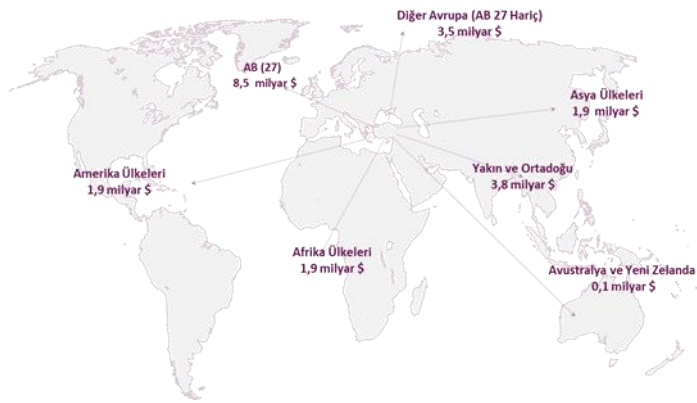 Diğer Avrupa (AB 27 Hariç)
3,5 milyar $
AB (27)
8,5 milyar $
Asya Ülkeleri
1,9 milyar $
Amerika Ülkeleri
1,9 milyar $
Yakın ve Ortadoğu
3,8 milyar $
Afrika Ülkeleri
1,9 milyar $
Avustralya ve Yeni Zelanda
0,1 milyar $